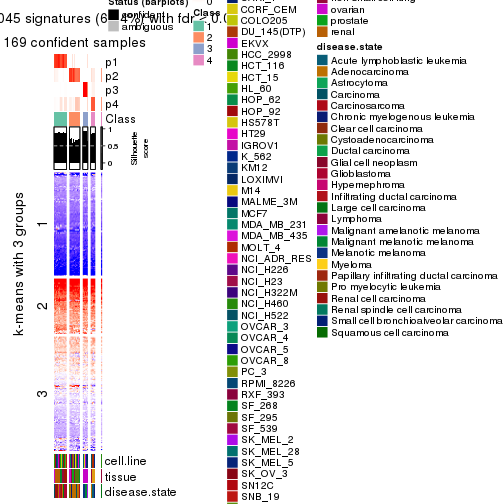 Status (barplots)
confident
ambiguous
169 confident samples
Class
1
2
3
4
p1
p2
p3
p4
Class
1
0.5
0
Silhouette
score
k-means with 3 groups
1
2
3
cell.line
tissue
disease.state
0
CCRF_CEM
COLO205
DU_145(DTP)
EKVX
HCC_2998
HCT_116
HCT_15
HL_60
HOP_62
HOP_92
HS578T
HT29
IGROV1
K_562
KM12
LOXIMVI
M14
MALME_3M
MCF7
MDA_MB_231
MDA_MB_435
MOLT_4
NCI_ADR_RES
NCI_H226
NCI_H23
NCI_H322M
NCI_H460
NCI_H522
OVCAR_3
OVCAR_4
OVCAR_5
OVCAR_8
PC_3
RPMI_8226
RXF_393
SF_268
SF_295
SF_539
SK_MEL_2
SK_MEL_28
SK_MEL_5
SK_OV_3
SN12C
SNB_19
ovarian
prostate
renal
disease.state
Acute lymphoblastic leukemia
Adenocarcinoma
Astrocytoma
Carcinoma
Carcinosarcoma
Chronic myelogenous leukemia
Clear cell carcinoma
Cystoadenocarcinoma
Ductal carcinoma
Glial cell neoplasm
Glioblastoma
Hypernephroma
Infiltrating ductal carcinoma
Large cell carcinoma
Lymphoma
Malignant amelanotic melanoma
Malignant melanotic melanoma
Melanotic melanoma
Myeloma
Papillary infiltrating ductal carcinoma
Pro myelocytic leukemia
Renal cell carcinoma
Renal spindle cell carcinoma
Small cell bronchioalveolar carcinoma
Squamous cell carcinoma